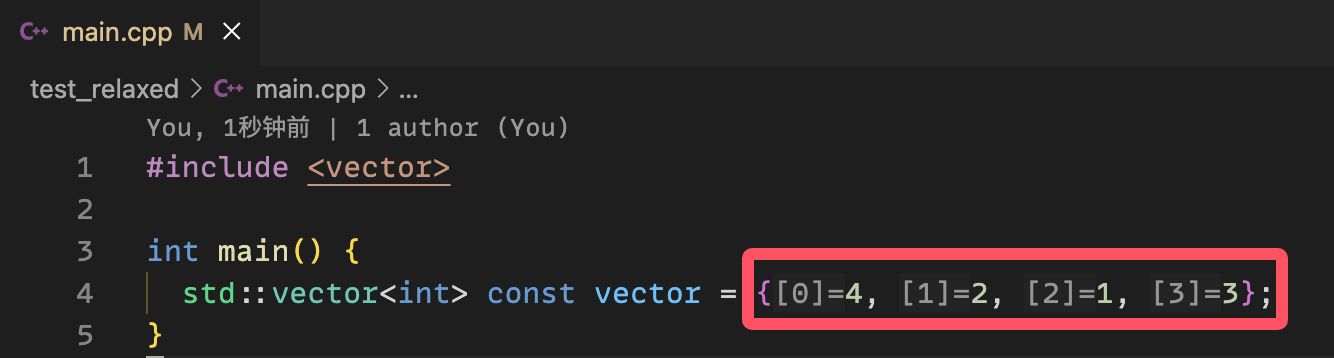 C++ main.cpp M ×
test_relaxed > C++ main.cpp > ...
You, 1秒钟前 | 1 author (You)
1 #include <vector>
2
3 int main() {
4 std::vector<int> const vector = {[0]=4, [1]=2, [2]=1, [3]=3};
5 }